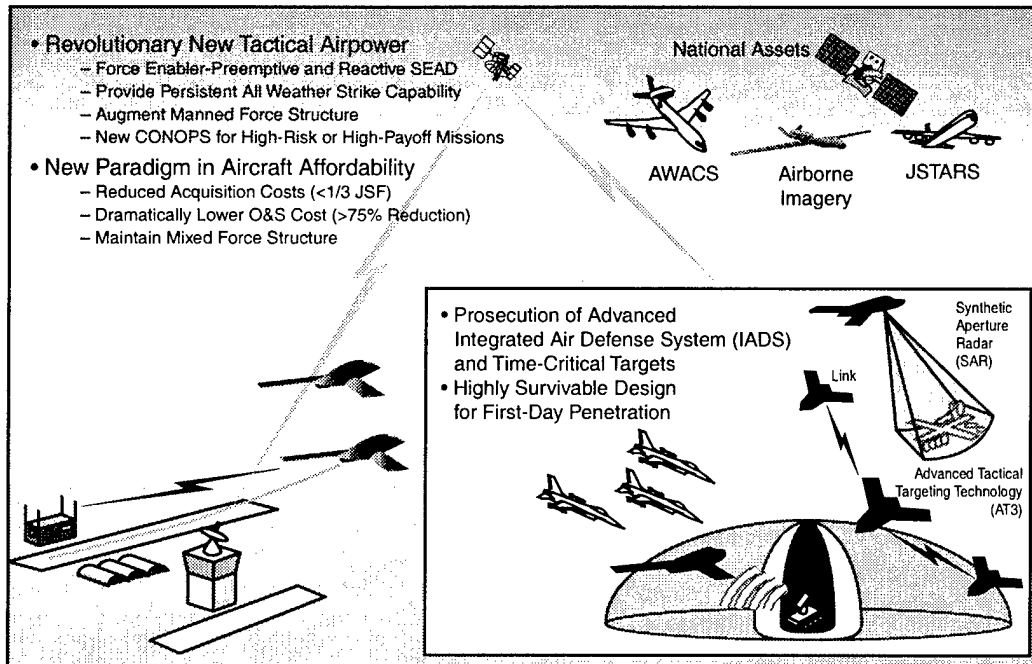 • Revolutionary New Tactical Airpower
– Force Enabler-Preemptive and Reactive SEAD
– Provide Persistent All Weather Strike Capability
– Augment Manned Force Structure
– New CONOPS for High-Risk or High-Payoff Missions
• New Paradigm in Aircraft Affordability
– Reduced Acquisition Costs (<1/3 JSF)
– Dramatically Lower O&S Cost (>75% Reduction)
– Maintain Mixed Force Structure
National Assets
AWACS
Airborne
Imagery
JSTARS
• Prosecution of Advanced
Integrated Air Defense System (IADS)
and Time-Critical Targets
• Highly Survivable Design
for First-Day Penetration
Synthetic
Aperture
Radar
(SAR)
Link
Advanced Tactical
Targeting Technology
(AT3)